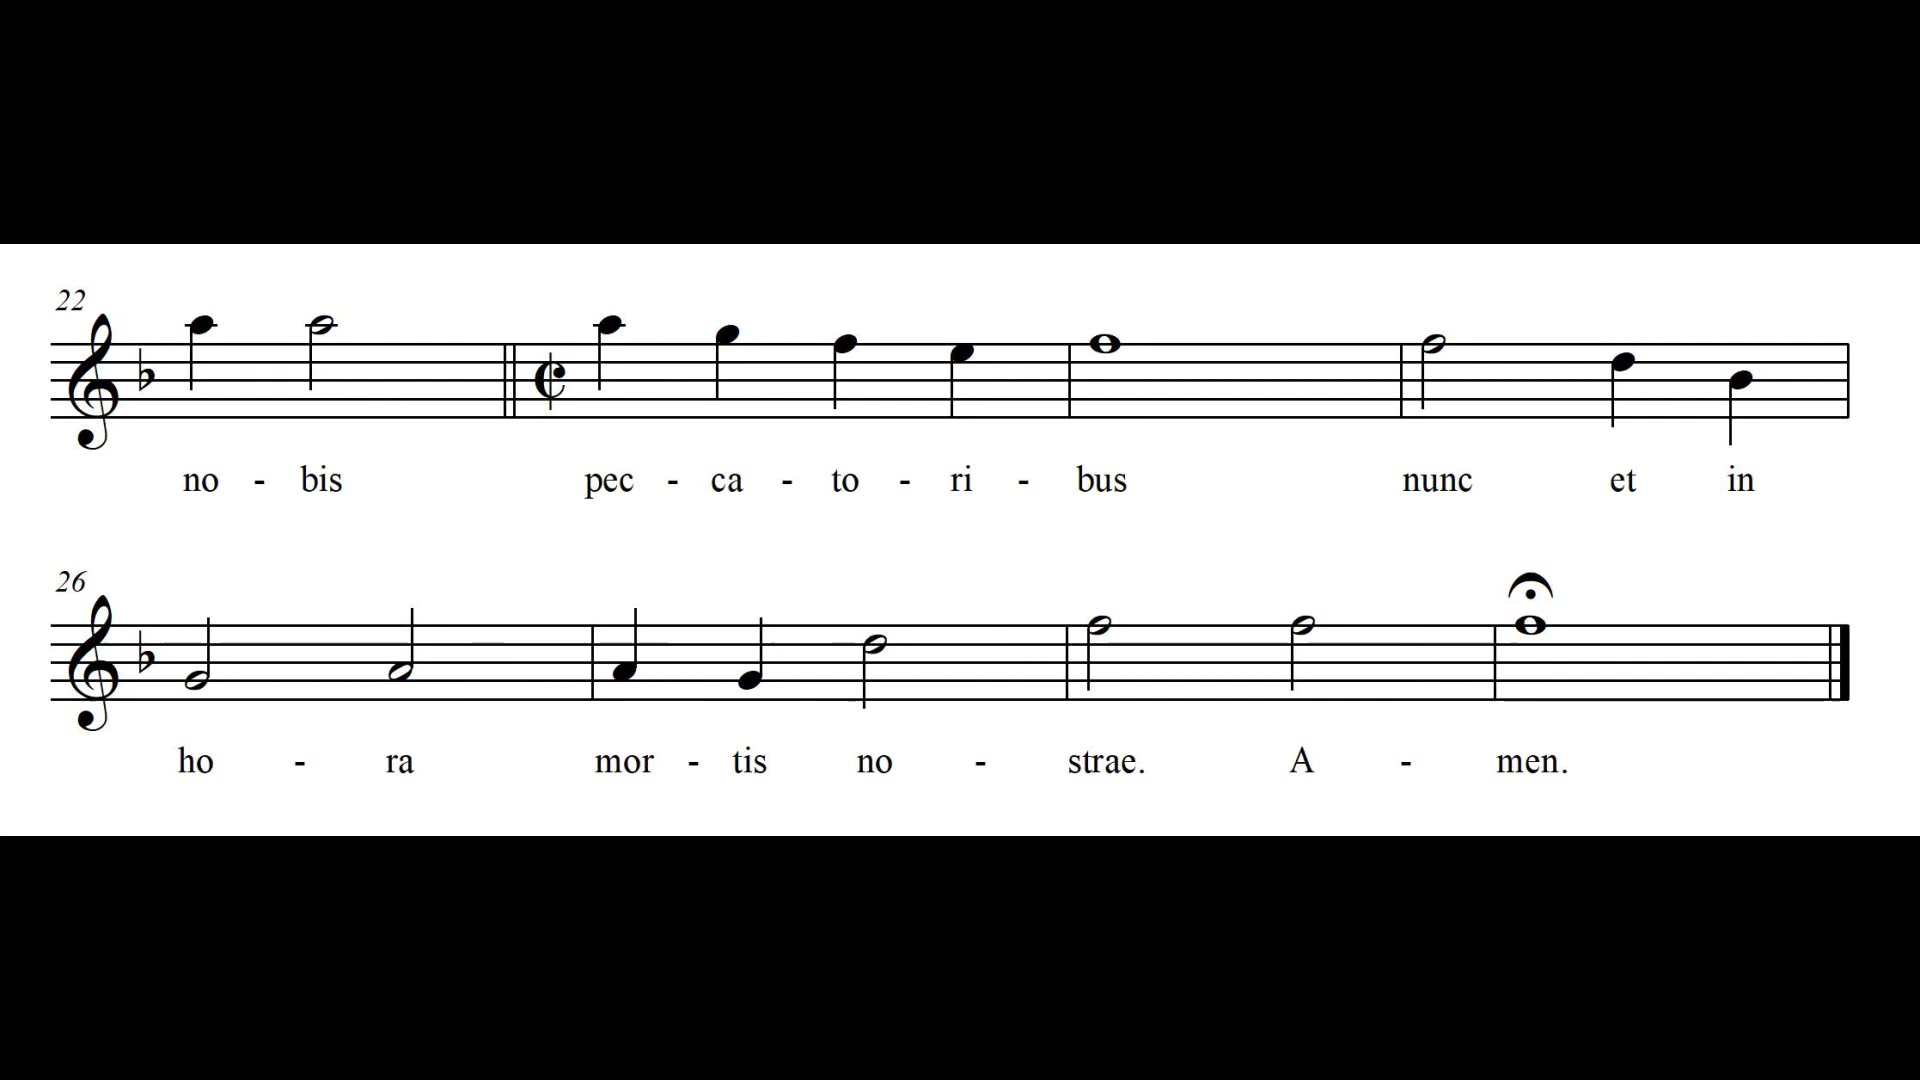 22
no - bis pec - ca - to - ri - bus nunc et in
26
ho - ra mor - tis no - strae. A - men.